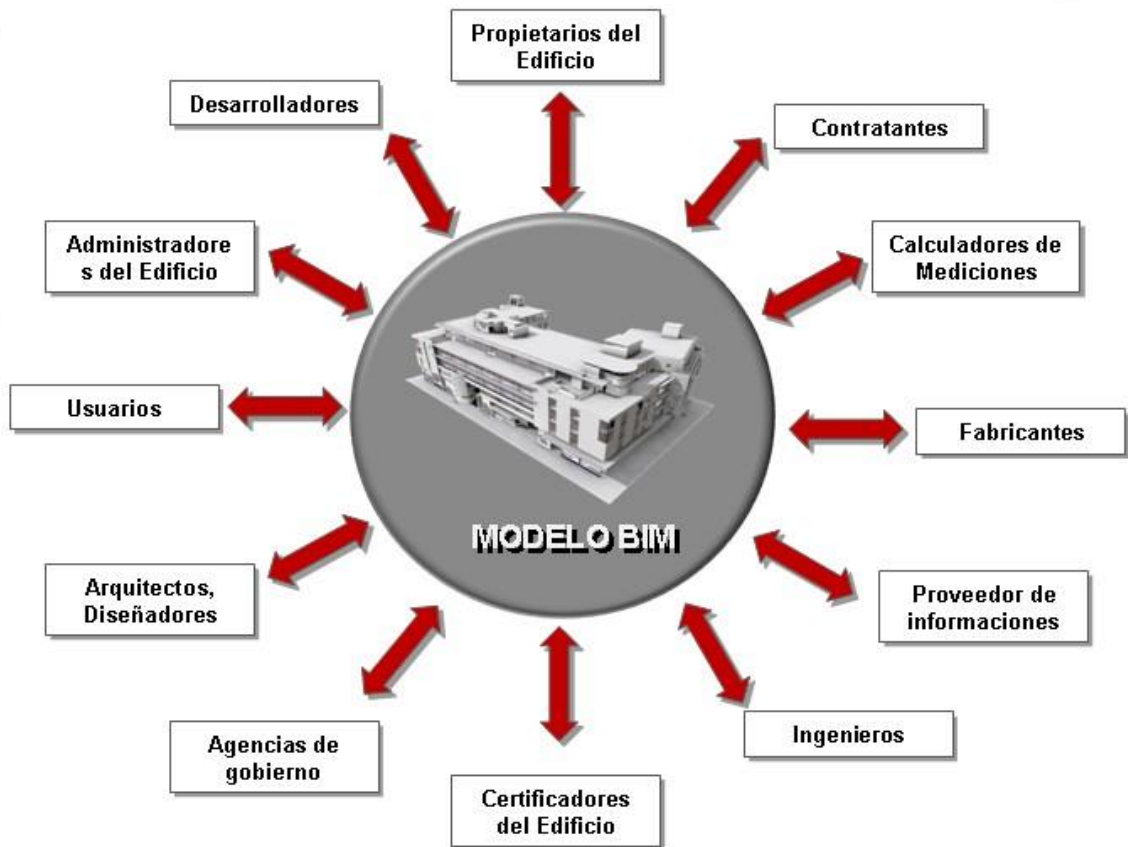 Propietarios del
Edificio
Desarrolladores
Contratantes
Administradore
s del Edificio
Calculadores de
Mediciones
Usuarios
Fabricantes
MODELO BIM
Arquitectos,
Diseñadores
Proveedor de
informaciones
Agencias de
gobierno
Ingenieros
Certificadores
del Edificio